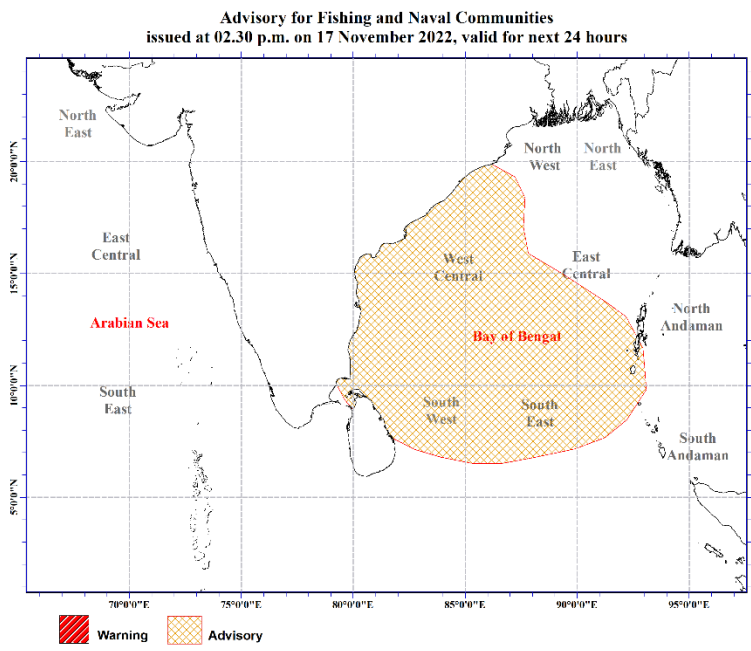 Advisory for Fishing and Naval Communities
issued at 02.30 p.m. on 17 November 2022, valid for next 24 hours
North
East
North
West
North
East
East
Central
West
Central
East
Central
Arabian Sea
Bay of Bengal
North
Andaman
South
East
South
West
South
East
South
Andaman
20°0'0"N
15°0'0"N
10°0'0"N
5°0'0"N
70°0'0"E
75°0'0"E
80°0'0"E
85°0'0"E
90°0'0"E
95°0'0"E
Warning
Advisory